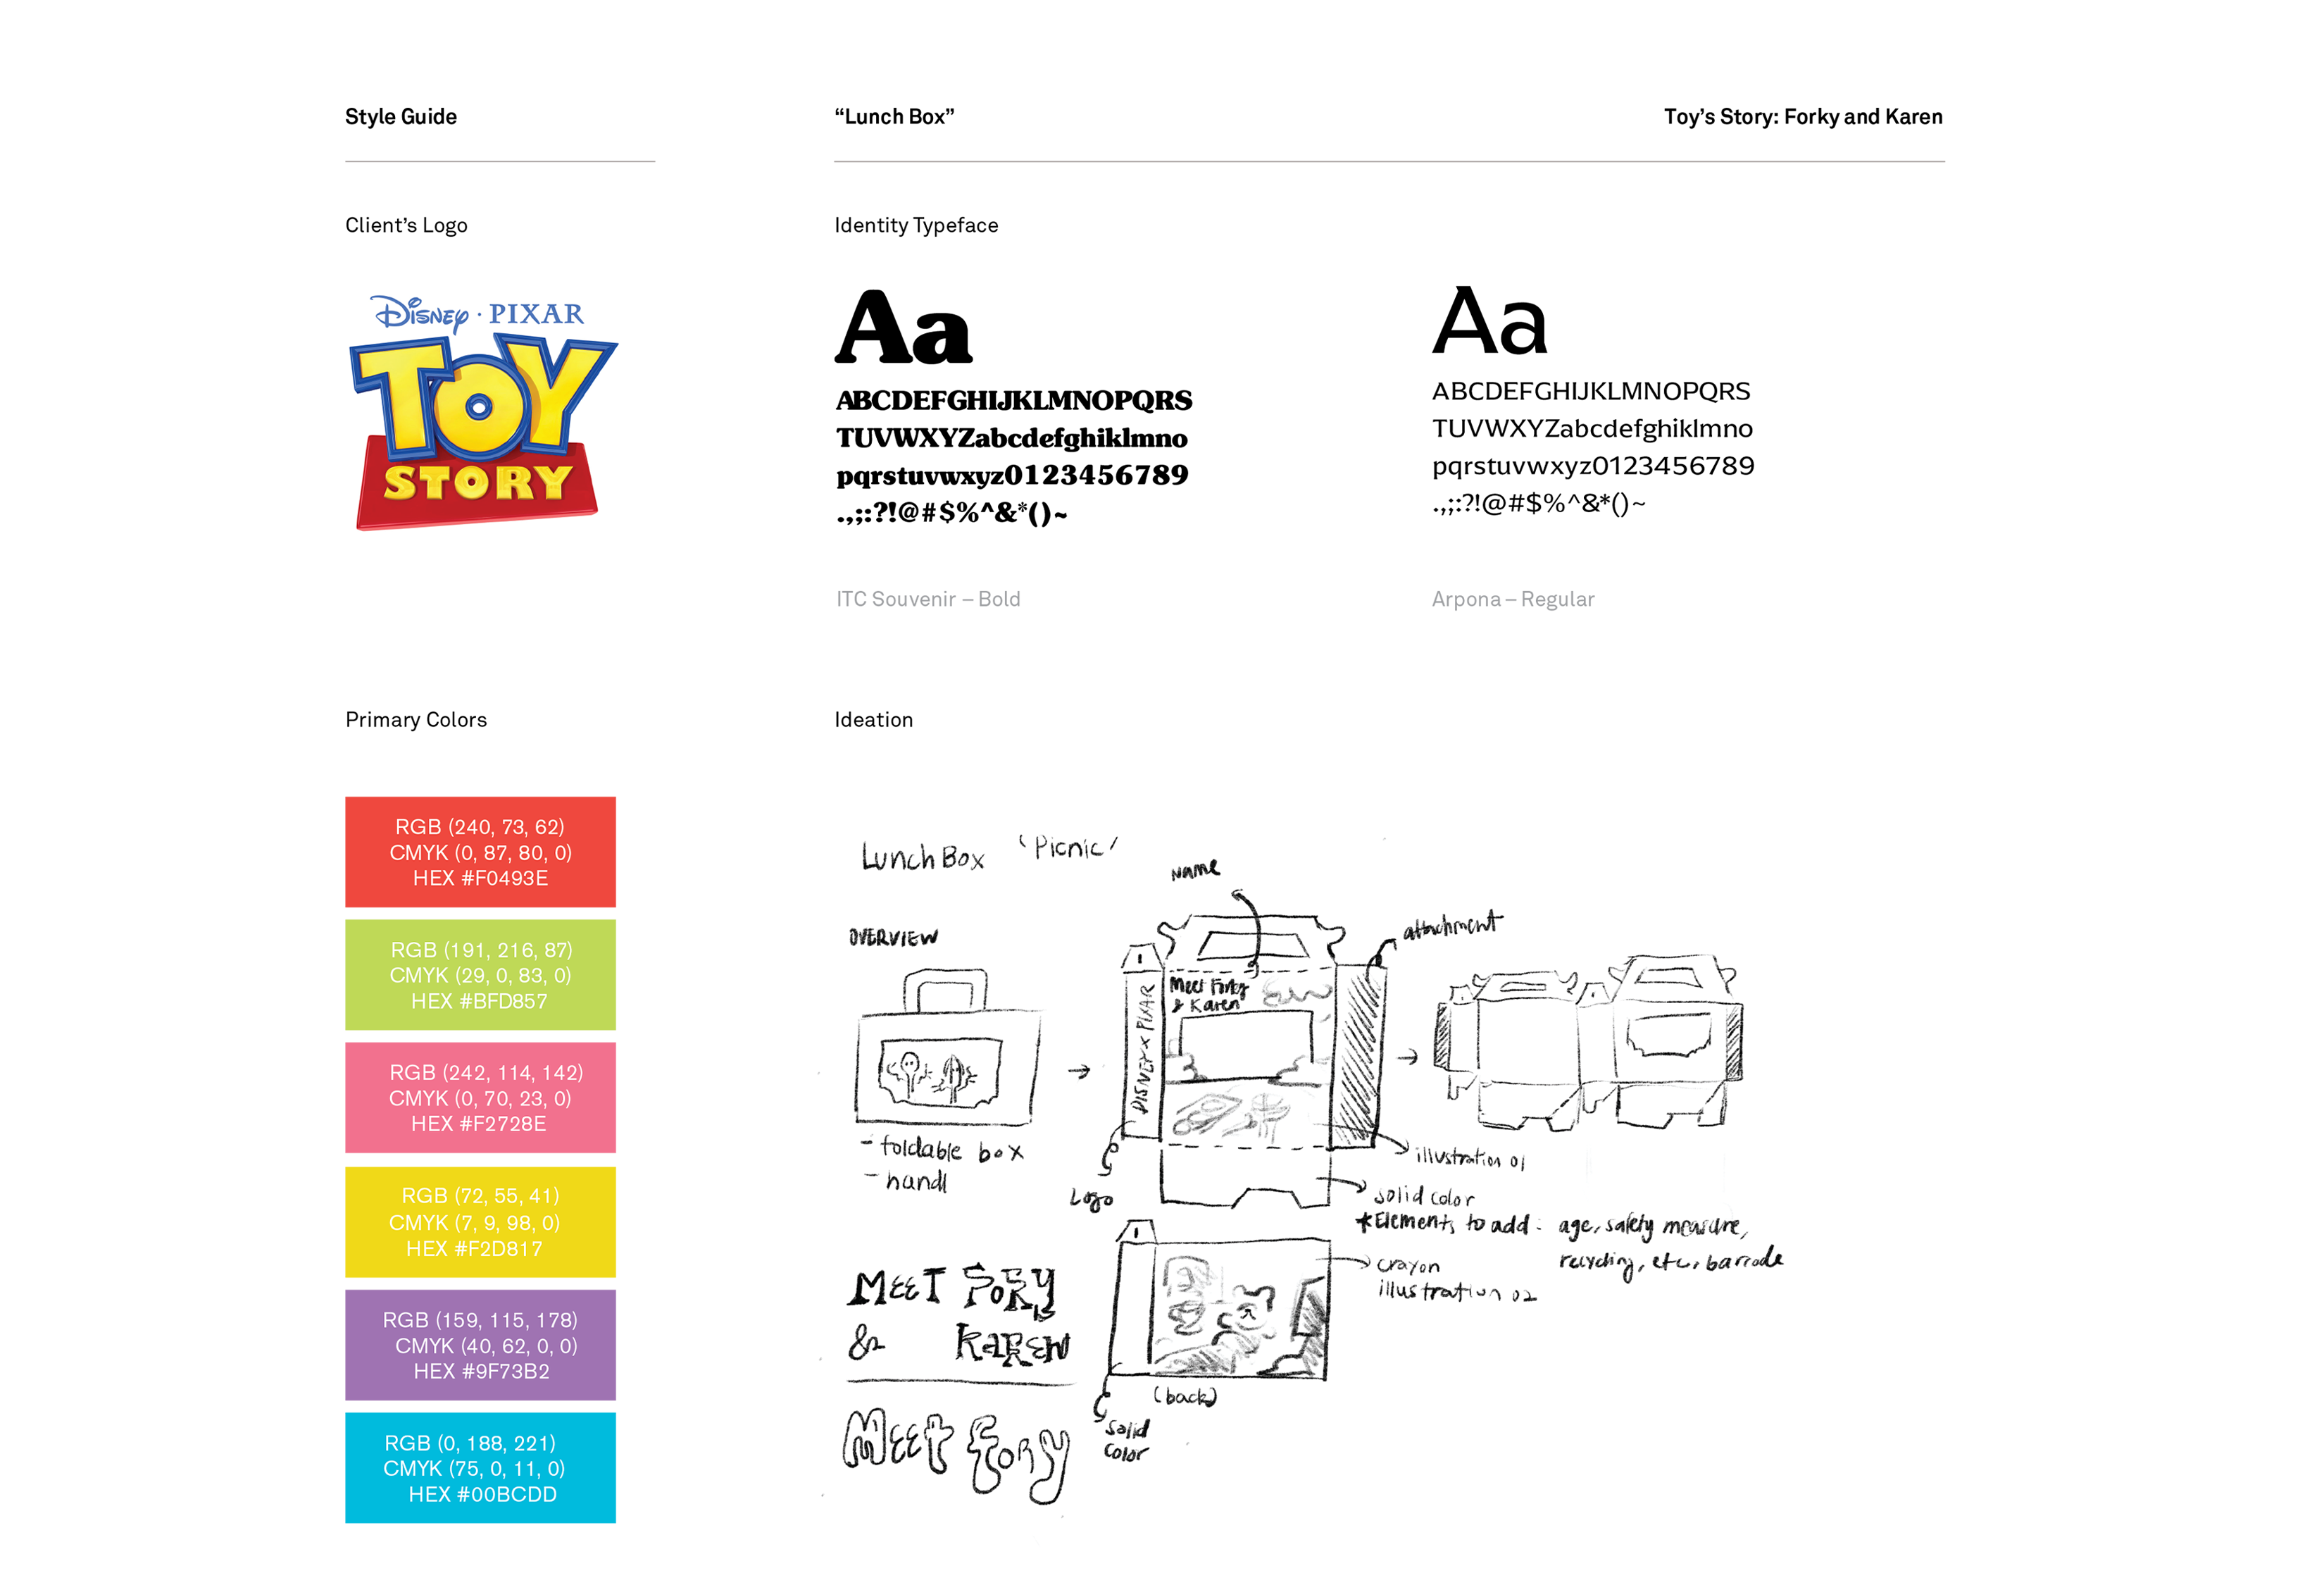 Style Guide
“Lunch Box”
Toy’s Story: Forky and Karen
Client’s Logo
Disney · PIXAR
TOY
STORY
Identity Typeface
Aa
ABCDEFGHIJKLMNOPQRS
TUVWXYZabcdefghiklmno
pqrstuvwxyz0123456789
.,;:?!@#$%^&*()~
ITC Souvenir – Bold
Aa
ABCDEFGHIJKLMNOPQRS
TUVWXYZabcdefghiklmno
pqrstuvwxyz0123456789
.,;:?!@#$%^&*()~
Arpona – Regular
Primary Colors
RGB (240, 73, 62)
CMYK (0, 87, 80, 0)
HEX #F0493E
RGB (191, 216, 87)
CMYK (29, 0, 83, 0)
HEX #BFD857
RGB (242, 114, 142)
CMYK (0, 70, 23, 0)
HEX #F2728E
RGB (72, 55, 41)
CMYK (7, 9, 98, 0)
HEX #F2D817
RGB (159, 115, 178)
CMYK (40, 62, 0, 0)
HEX #9F73B2
RGB (0, 188, 221)
CMYK (75, 0, 11, 0)
HEX #00BCDD
Ideation
Lunch Box ‘Picnic’
Name
OVERVIEW
attachment
Meet Forky
& Karen
DISNEY x PIXAR
- foldable box
- handl
Logo
illustration 01
solid color
*Elements to add: age, safety measure,
recycling, etc, barcode
crayon
illustration 02
(back)
solid
color
MEET FORY
& KAREN
Meet Fory